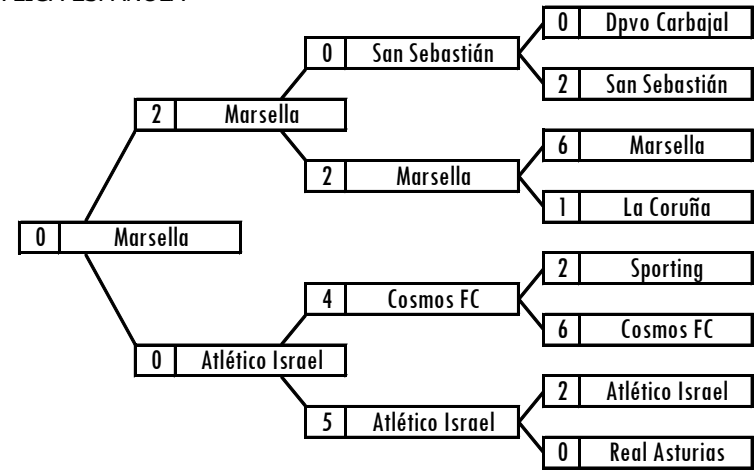 0 Dpvo Carbajal
0 San Sebastián
2 San Sebastián
2 Marsella
6 Marsella
2 Marsella
1 La Coruña
0 Marsella
2 Sporting
4 Cosmos FC
6 Cosmos FC
0 Atlético Israel
2 Atlético Israel
5 Atlético Israel
0 Real Asturias